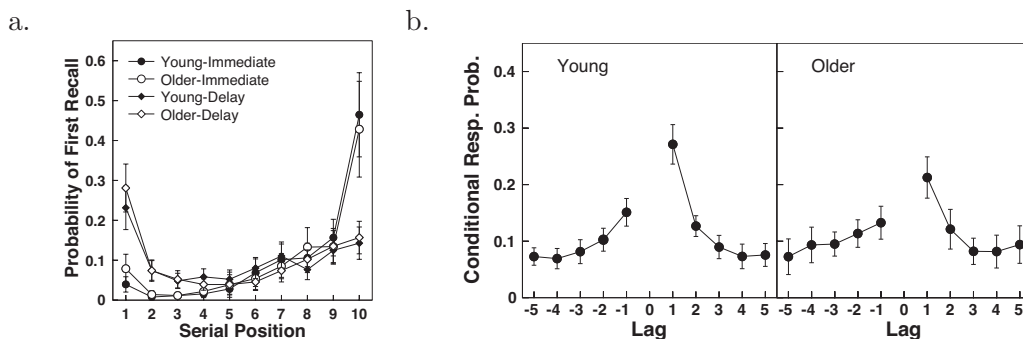 a.
Probability of First Recall
0.6
0.5
0.4
0.3
0.2
0.1
0
Young-Immediate
Older-Immediate
Young-Delay
Older-Delay
1 2 3 4 5 6 7 8 9 10
Serial Position
b.
Conditional Resp. Prob.
0.4
0.2
0.1
0.0
Young
Older
-5 -4 -3 -2 -1 0 1 2 3 4 5
-5 -4 -3 -2 -1 0 1 2 3 4 5
Lag
Lag